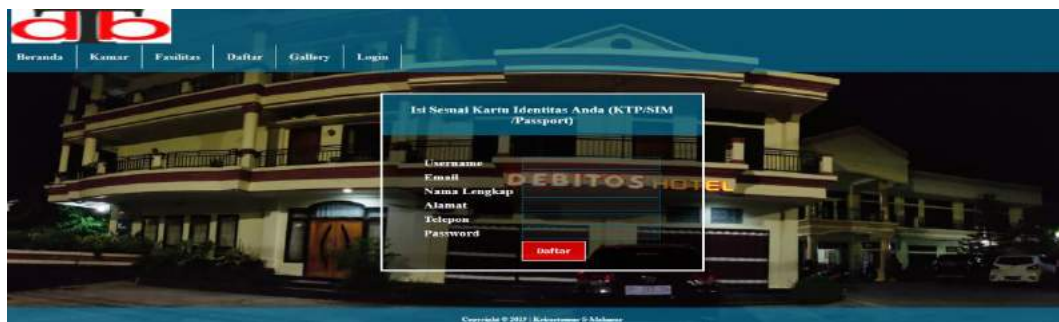 db
Beranda Kamar Fasilitas Daftar Gallery Login
Isi Sesuai Kartu Identitas Anda (KTP/SIM
/Passport)
Username
Email
DEBITOS HOTEL
Nama Lengkap
Alamat
Telepon
Password
Daftar
Copyright ©